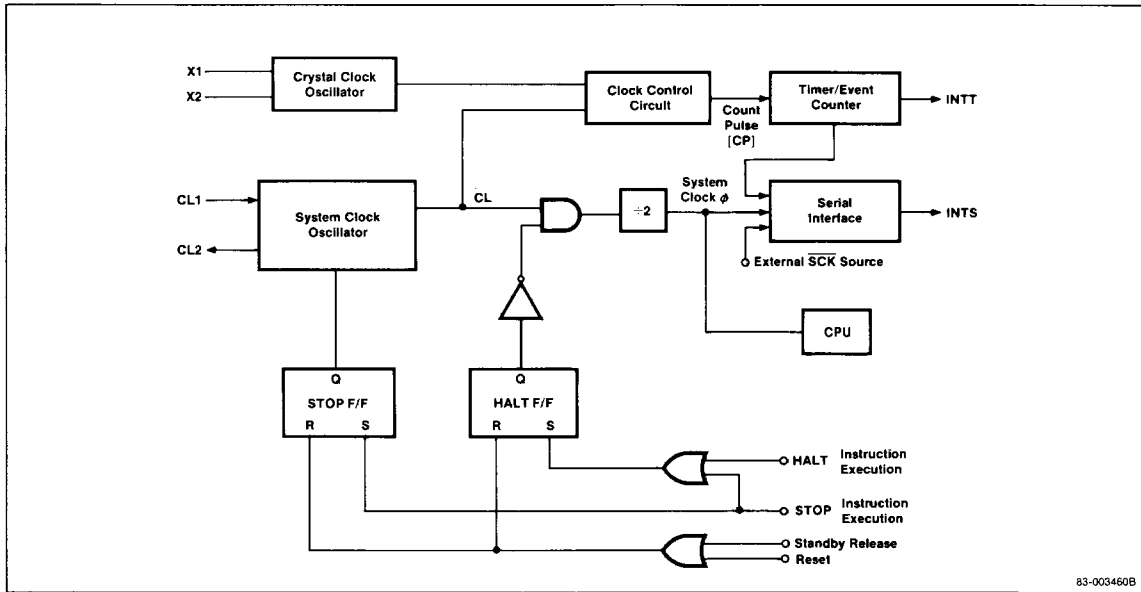 X1
X2
Crystal Clock
Oscillator
Clock Control
Circuit
Count
Pulse
[CP]
Timer/Event
Counter
INTT
CL1
CL2
System Clock
Oscillator
CL
÷2
System
Clock ϕ
Serial
Interface
INTS
External S̅C̅K̅ Source
CPU
Q
STOP F/F
R S
Q
HALT F/F
R S
HALT Instruction
Execution
STOP Instruction
Execution
Standby Release
Reset
83-003460B